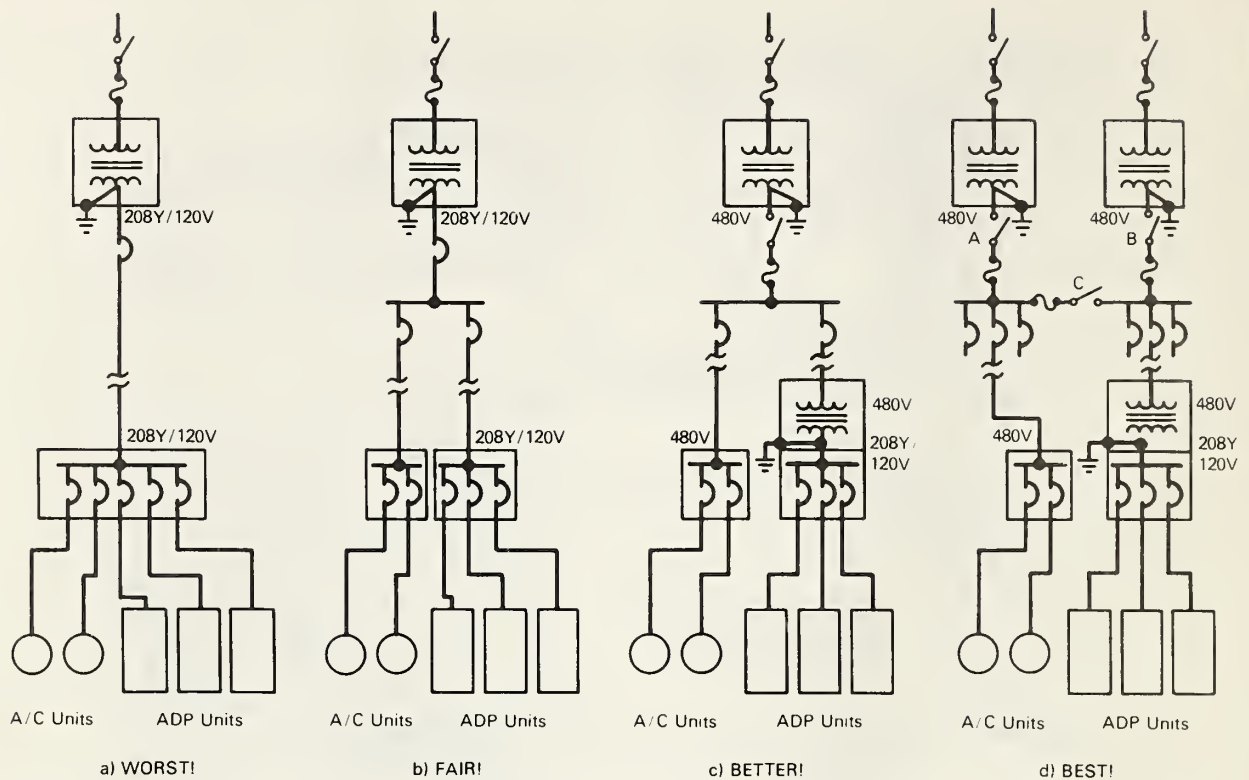 208Y/120V
208Y/120V
480V
480V
480V
A
B
C
208Y/120V
208Y/120V
480V
480V
208Y/
120V
480V
480V
208Y
120V
A/C Units
ADP Units
A/C Units
ADP Units
A/C Units
ADP Units
A/C Units
ADP Units
a) WORST!
b) FAIR!
c) BETTER!
d) BEST!